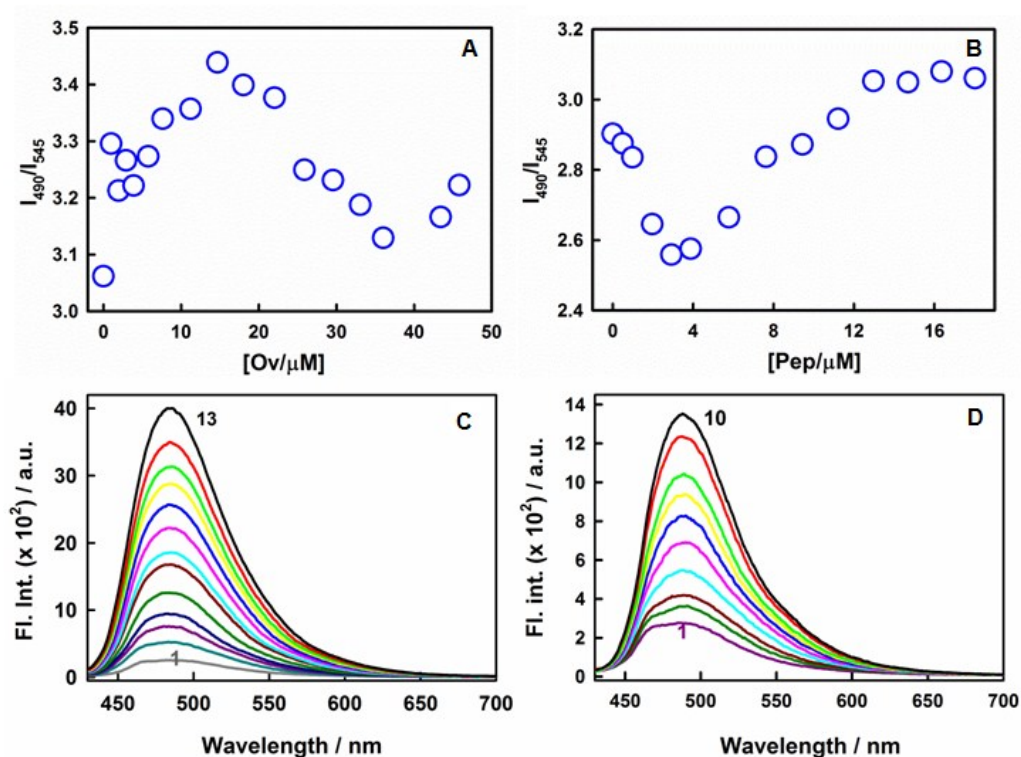 A
3.5
3.4
3.3
3.2
3.1
3.0
I490/I545
0 10 20 30 40 50
[Ov/μM]
B
3.2
3.0
2.8
2.6
2.4
I490/I545
0 4 8 12 16
[Pep/μM]
C
40
30
20
10
0
Fl. Int. (x 10²) / a.u.
13
1
450 500 550 600 650 700
Wavelength / nm
D
14
12
10
8
6
4
2
0
Fl. int. (x 10²) / a.u.
10
1
450 500 550 600 650 700
Wavelength / nm